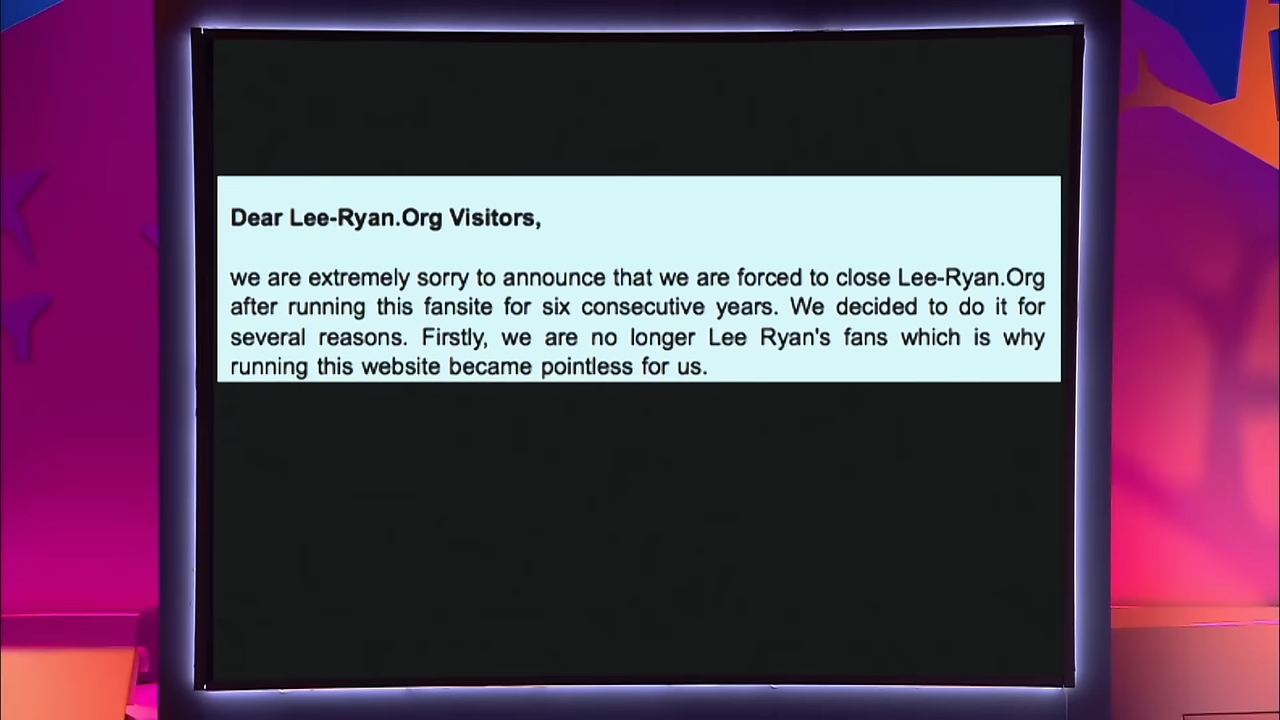 Dear Lee-Ryan.Org Visitors,
we are extremely sorry to announce that we are forced to close Lee-Ryan.Org
after running this fansite for six consecutive years. We decided to do it for
several reasons. Firstly, we are no longer Lee Ryan's fans which is why
running this website became pointless for us.